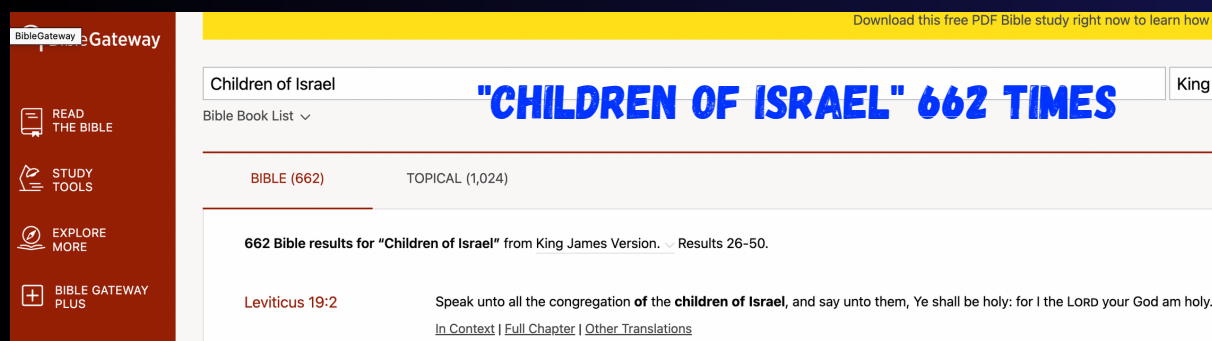 Download this free PDF Bible study right now to learn how
BibleGateway
Gateway
Children of Israel
King
"CHILDREN OF ISRAEL" 662 TIMES
Bible Book List
READ
THE BIBLE
STUDY
TOOLS
EXPLORE
MORE
BIBLE GATEWAY
PLUS
BIBLE (662) TOPICAL (1,024)
662 Bible results for “Children of Israel” from King James Version. Results 26-50.
Leviticus 19:2 Speak unto all the congregation of the children of Israel, and say unto them, Ye shall be holy: for I the LORD your God am holy.
In Context | Full Chapter | Other Translations